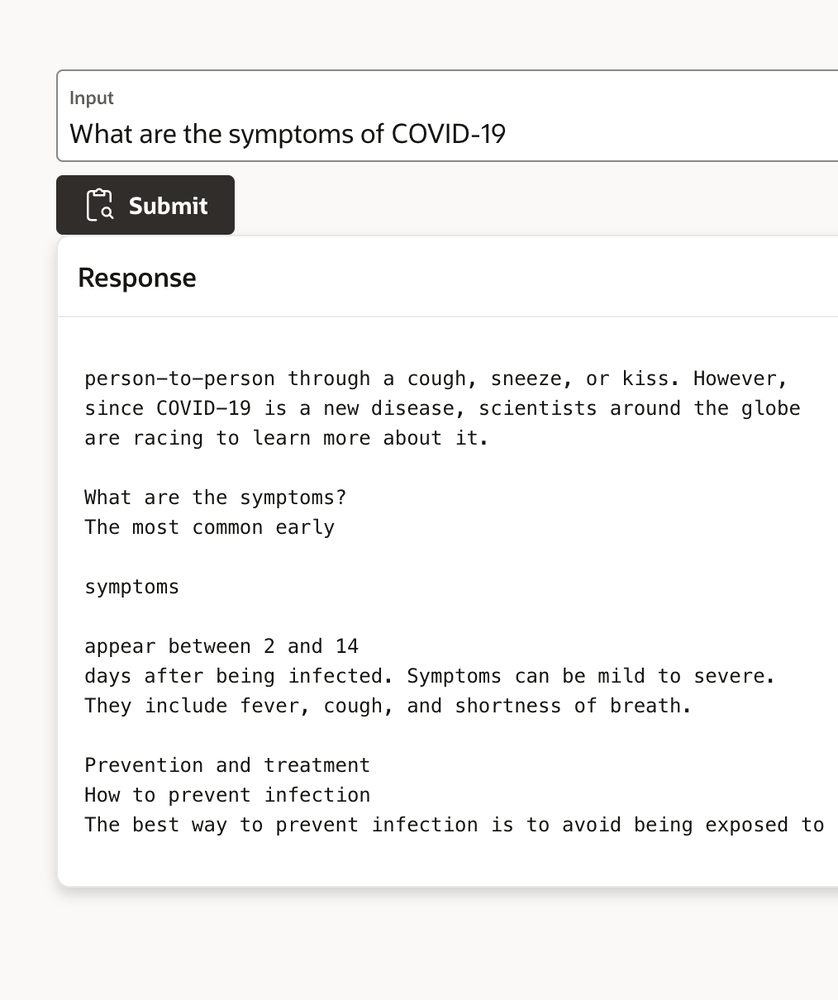 Input
What are the symptoms of COVID-19
Submit
Response
person-to-person through a cough, sneeze, or kiss. However,
since COVID-19 is a new disease, scientists around the globe
are racing to learn more about it.
What are the symptoms?
The most common early
symptoms
appear between 2 and 14
days after being infected. Symptoms can be mild to severe.
They include fever, cough, and shortness of breath.
Prevention and treatment
How to prevent infection
The best way to prevent infection is to avoid being exposed to